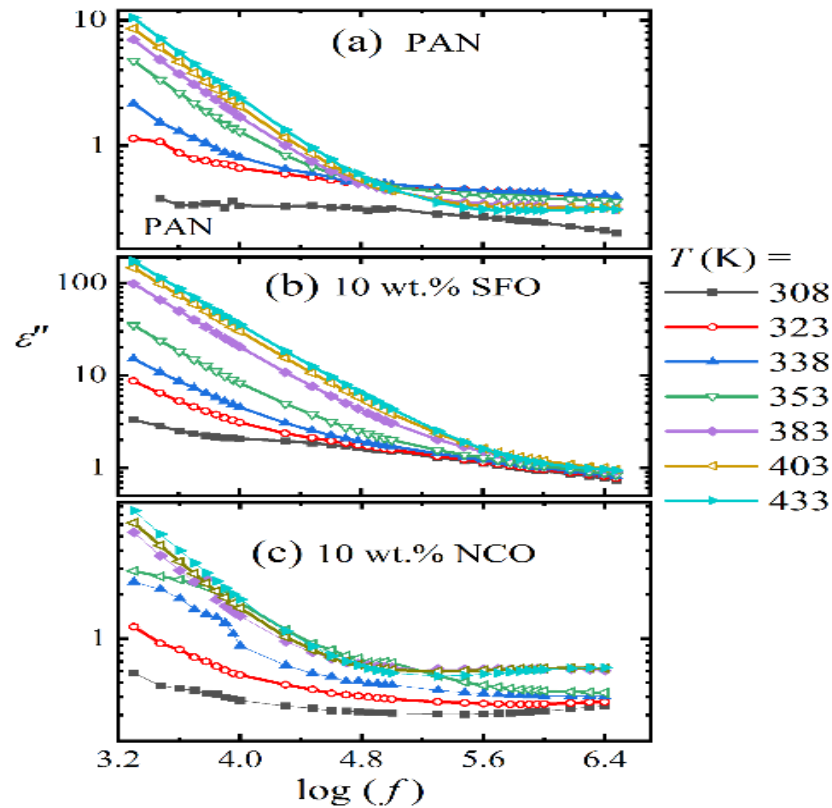 10
(a) PAN
1
PAN
T (K) =
100
(b) 10 wt.% SFO
308
323
ε″
10
338
353
383
1
403
433
(c) 10 wt.% NCO
1
3.2 4.0 4.8 5.6 6.4
log (f)